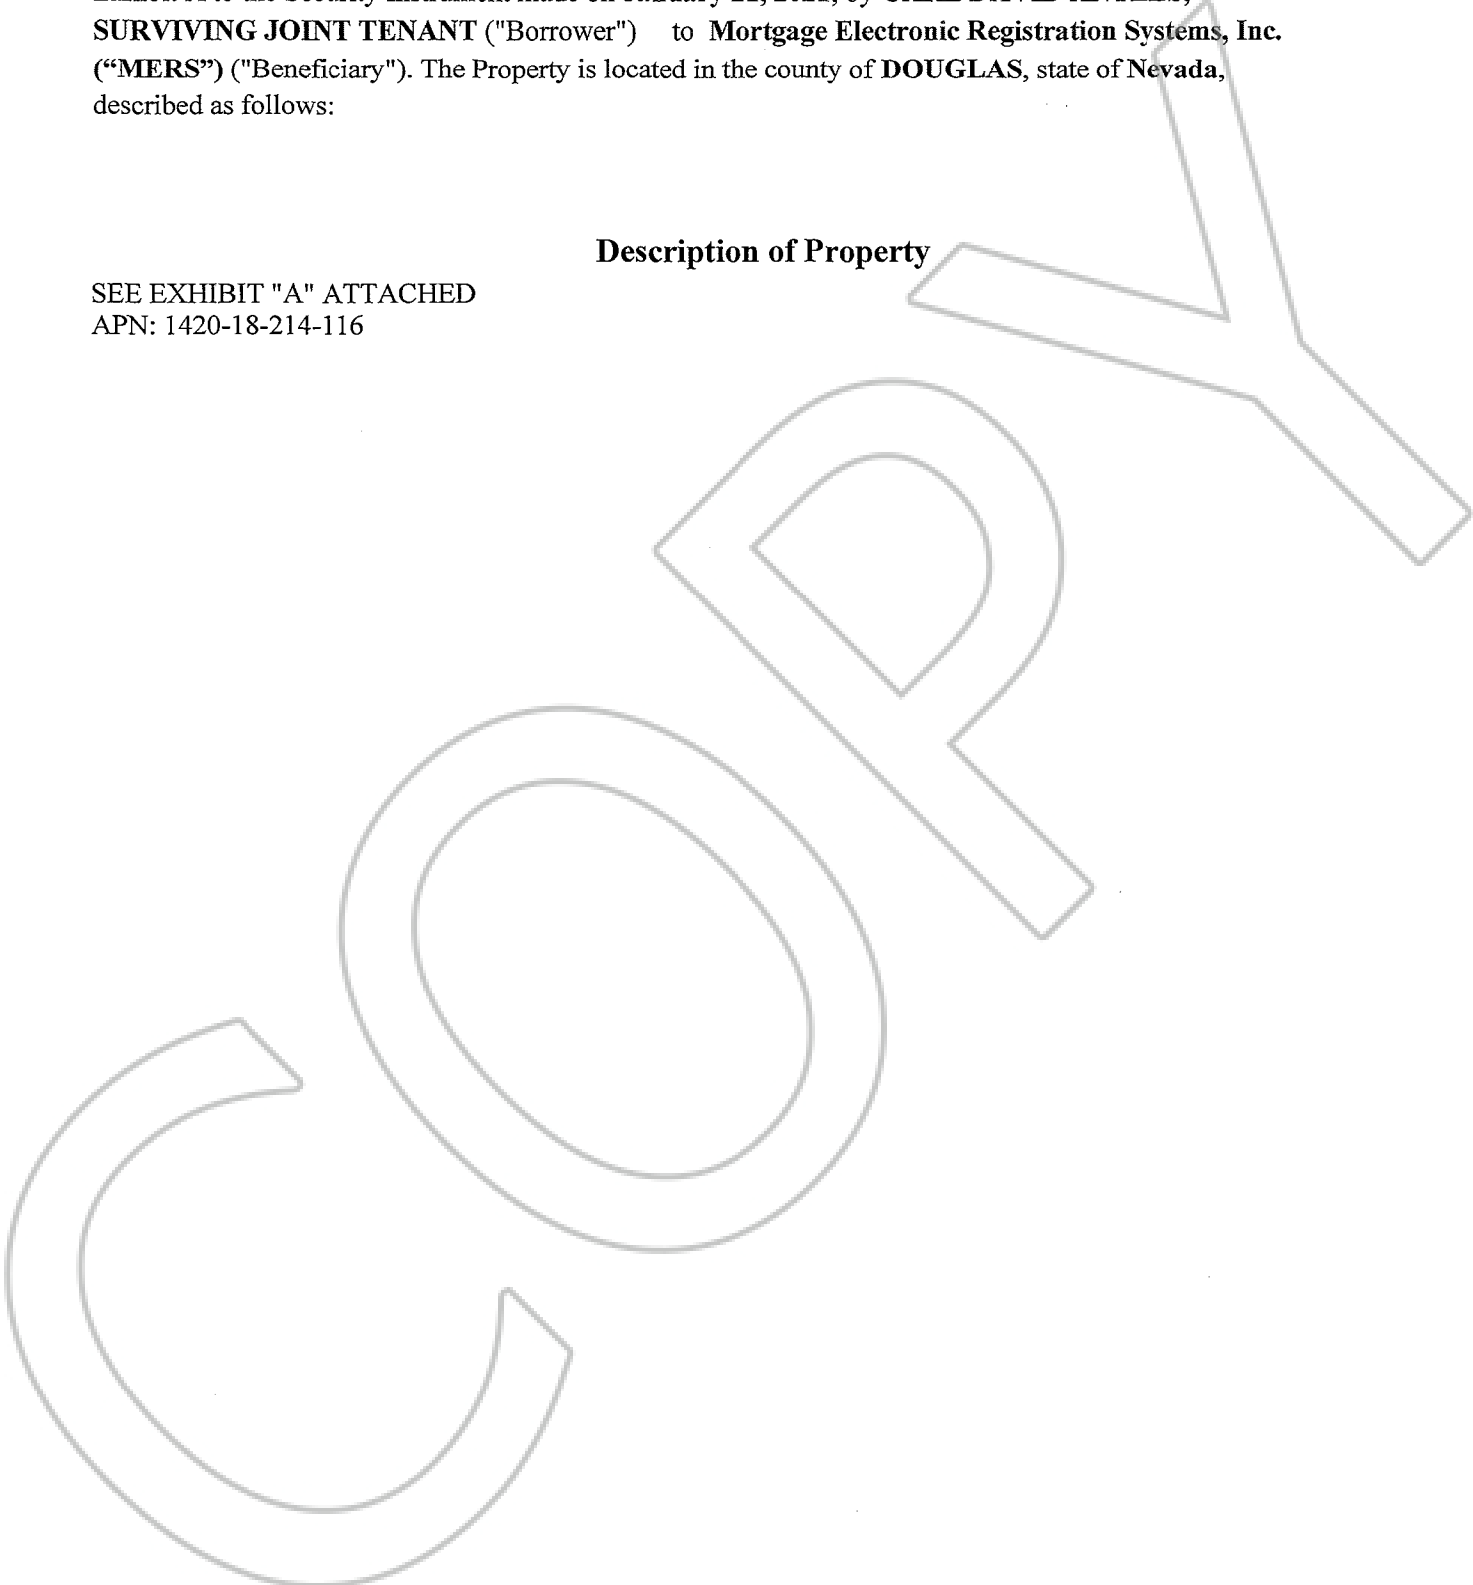 SURVIVING JOINT TENANT ("Borrower") to Mortgage Electronic Registration Systems, Inc.
(“MERS”) ("Beneficiary"). The Property is located in the county of DOUGLAS, state of Nevada,
described as follows:
Description of Property
SEE EXHIBIT "A" ATTACHED
APN: 1420-18-214-116
COPY